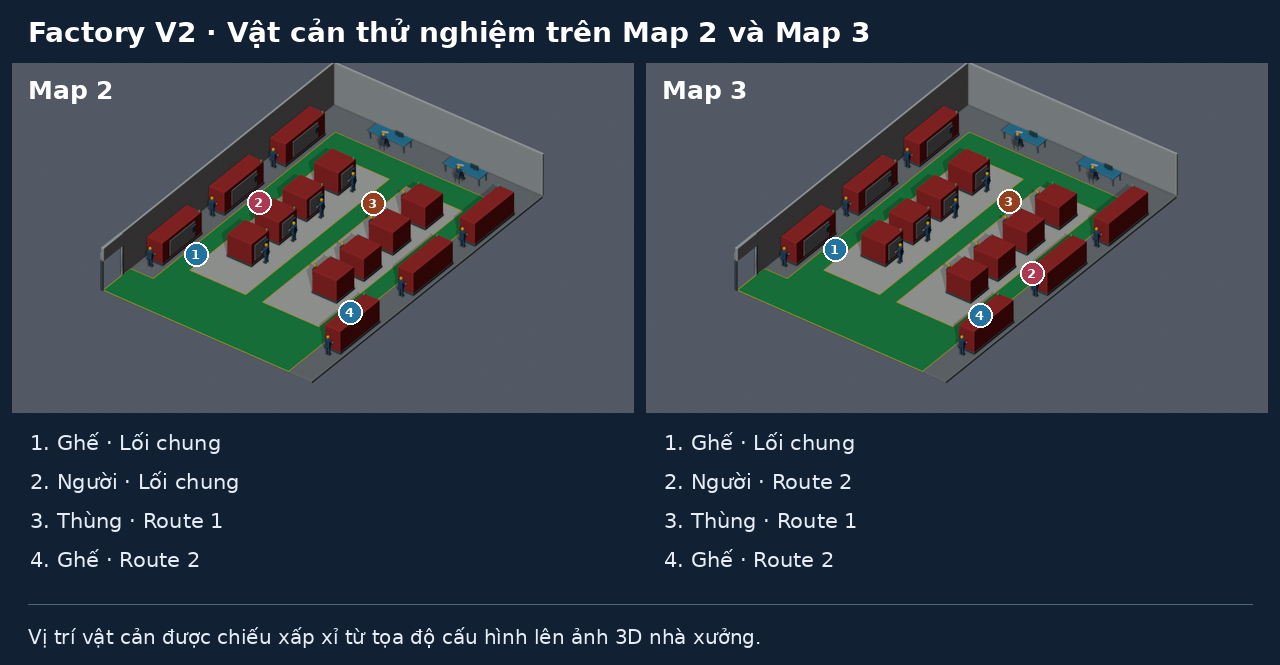 Factory V2 · Vật cản thử nghiệm trên Map 2 và Map 3
Map 2
1
2
3
4
Map 3
1
3
2
4
1. Ghế · Lối chung
2. Người · Lối chung
3. Thùng · Route 1
4. Ghế · Route 2
1. Ghế · Lối chung
2. Người · Route 2
3. Thùng · Route 1
4. Ghế · Route 2
Vị trí vật cản được chiếu xấp xỉ từ tọa độ cấu hình lên ảnh 3D nhà xưởng.